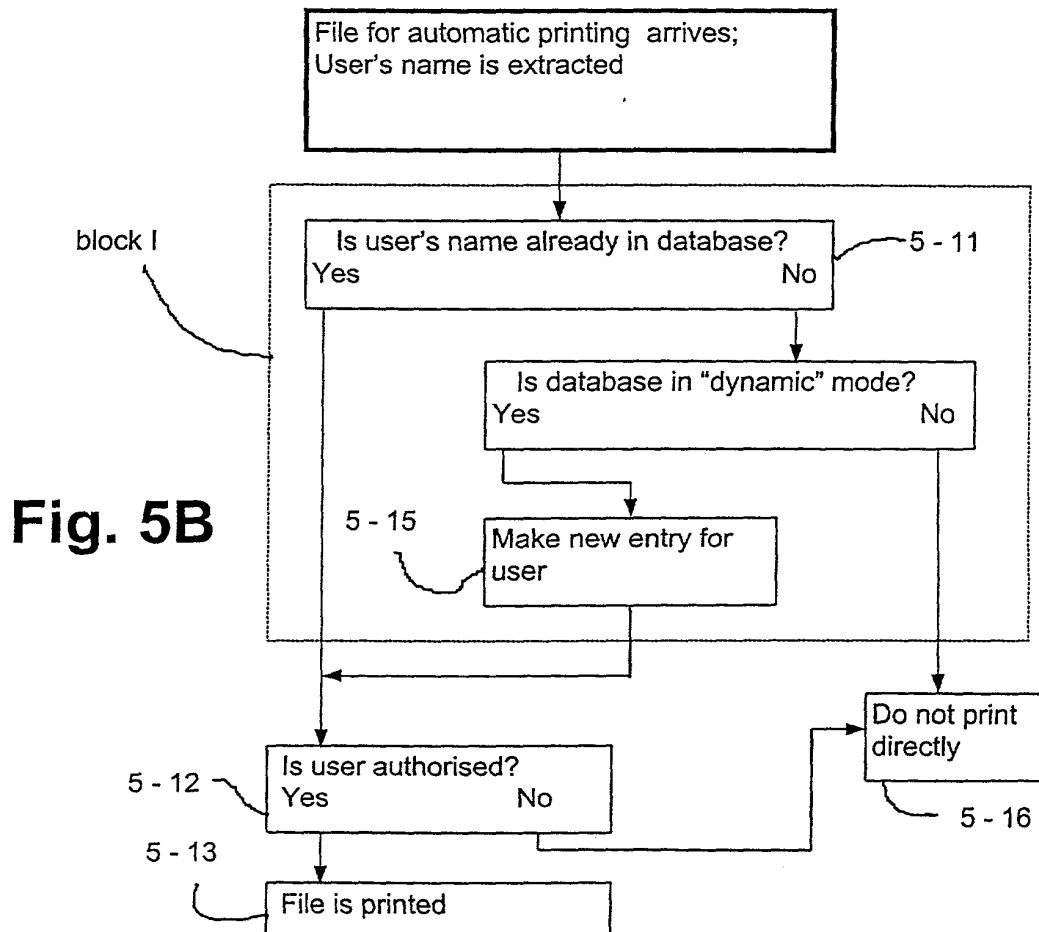 File for automatic printing arrives;
User's name is extracted
block I
Is user's name already in database?
Yes No
5 - 11
Is database in “dynamic” mode?
Yes No
Fig. 5B
5 - 15
Make new entry for
user
Do not print
directly
5 - 16
5 - 12
Is user authorised?
Yes No
5 - 13
File is printed